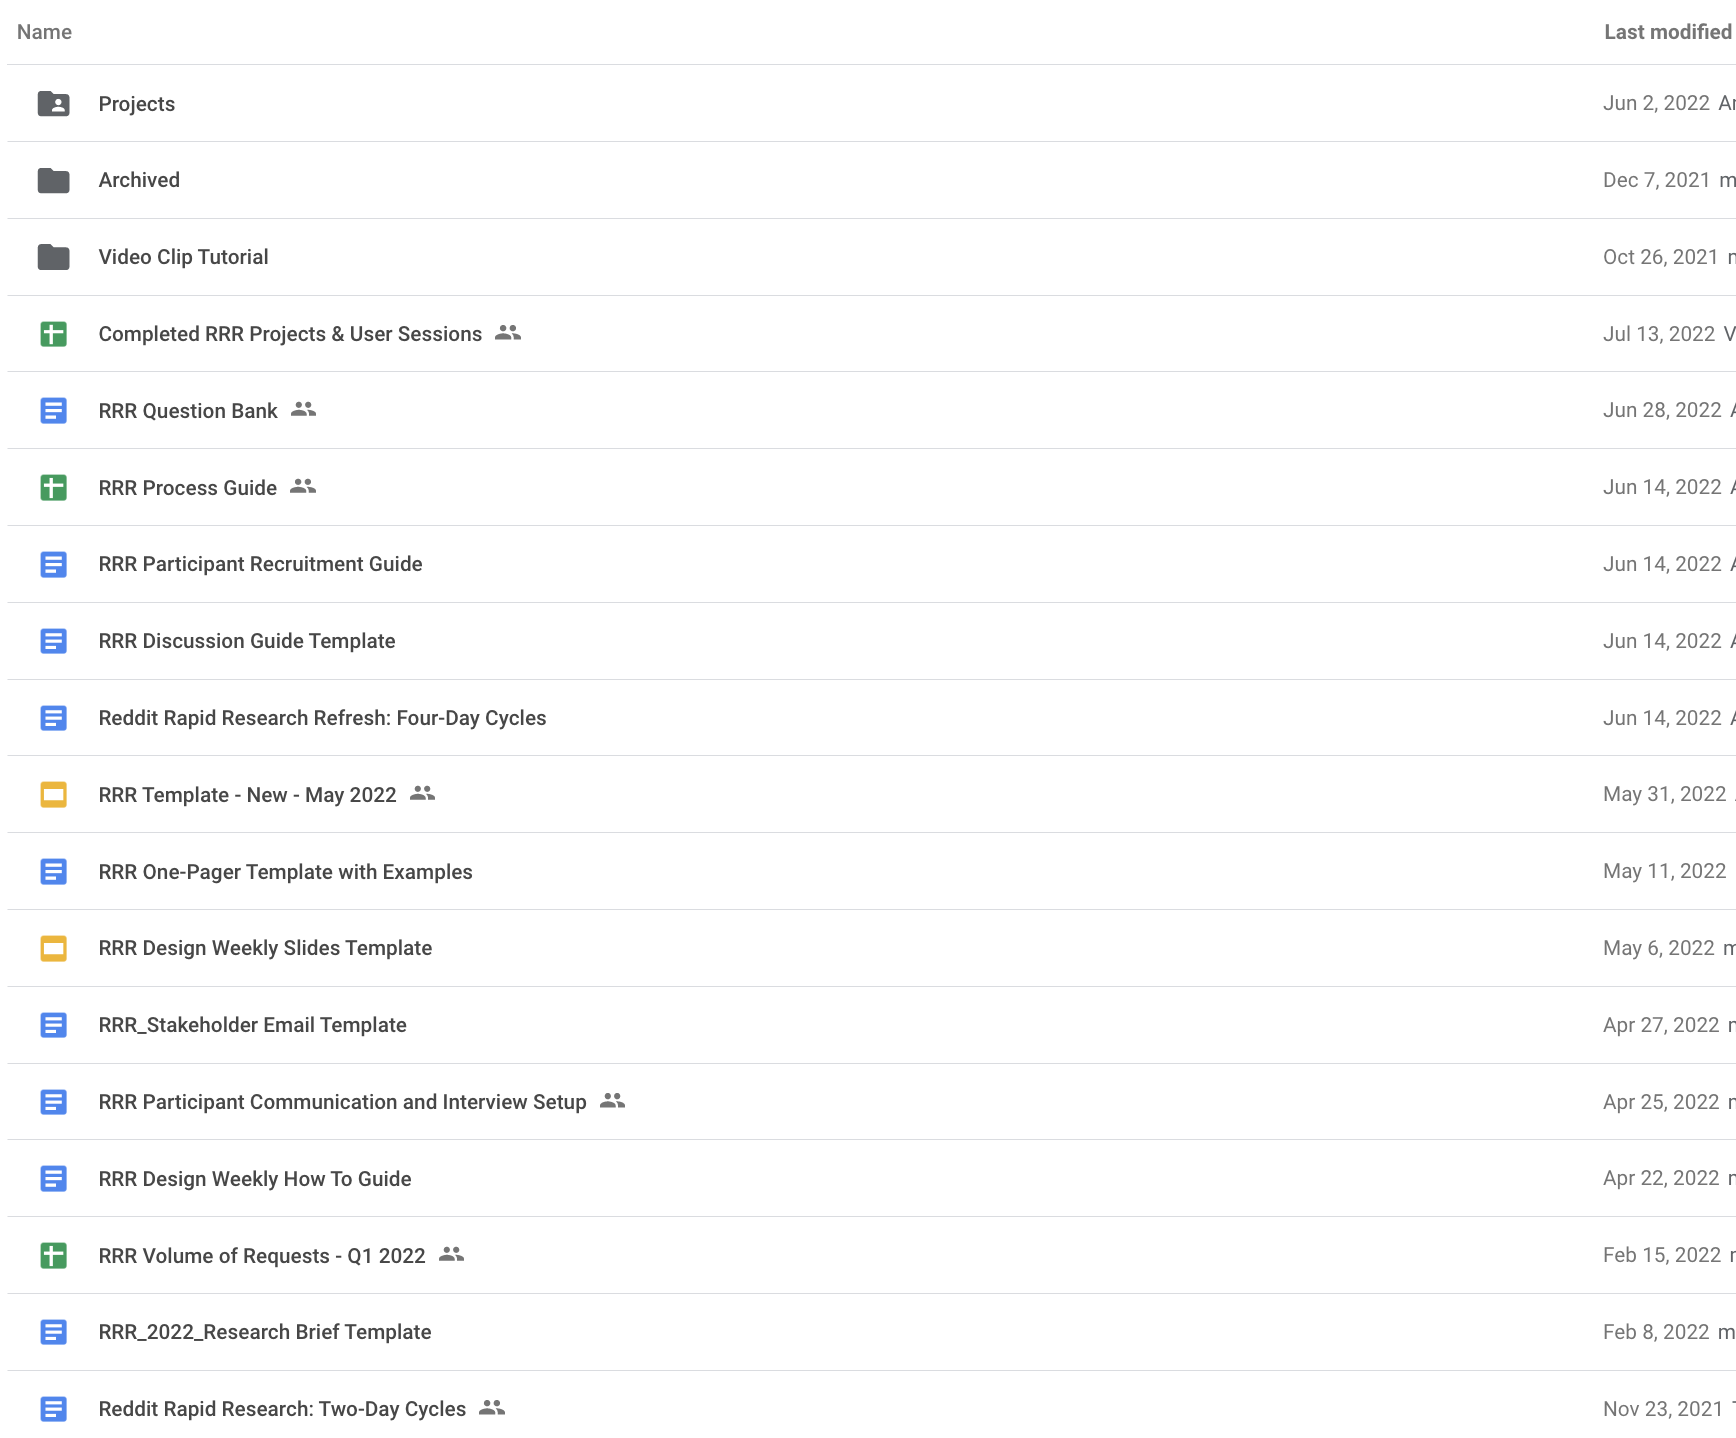 Name Last modified
Projects Jun 2, 2022
Archived Dec 7, 2021
Video Clip Tutorial Oct 26, 2021
Completed RRR Projects & User Sessions Jul 13, 2022
RRR Question Bank Jun 28, 2022
RRR Process Guide Jun 14, 2022
RRR Participant Recruitment Guide Jun 14, 2022
RRR Discussion Guide Template Jun 14, 2022
Reddit Rapid Research Refresh: Four-Day Cycles Jun 14, 2022
RRR Template - New - May 2022 May 31, 2022
RRR One-Pager Template with Examples May 11, 2022
RRR Design Weekly Slides Template May 6, 2022
RRR_Stakeholder Email Template Apr 27, 2022
RRR Participant Communication and Interview Setup Apr 25, 2022
RRR Design Weekly How To Guide Apr 22, 2022
RRR Volume of Requests - Q1 2022 Feb 15, 2022
RRR_2022_Research Brief Template Feb 8, 2022
Reddit Rapid Research: Two-Day Cycles Nov 23, 2021